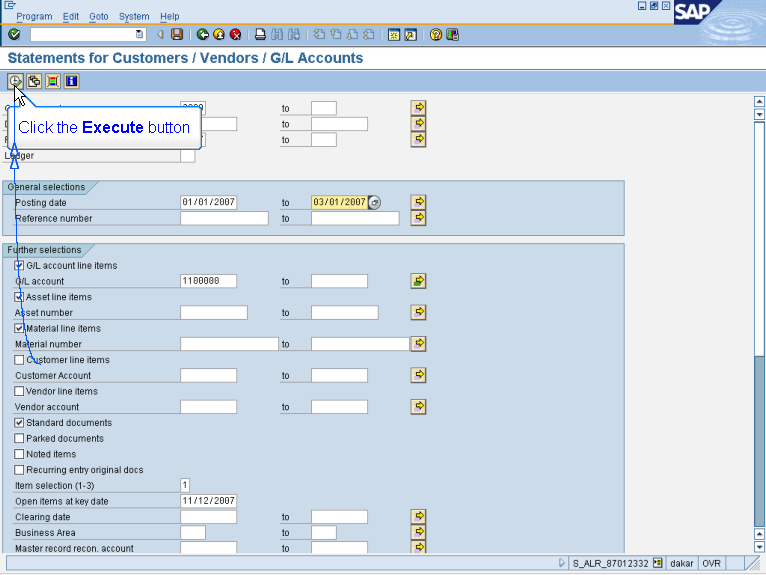 Program Edit Goto System Help
SAP
Statements for Customers / Vendors / G/L Accounts
to
to
to
Click the Execute button
General selections
Posting date 01/01/2007 to 03/01/2007
Reference number to
Further selections
G/L account line items
G/L account 1100000 to
Asset line items
Asset number to
Material line items
Material number to
Customer line items
Customer Account to
Vendor line items
Vendor account to
Standard documents
Parked documents
Noted items
Recurring entry original docs
Item selection (1-3) 1
Open items at key date 11/12/2007
Clearing date to
Business Area to
Master record recon. account to
S_ALR_87012332 dakar OVR